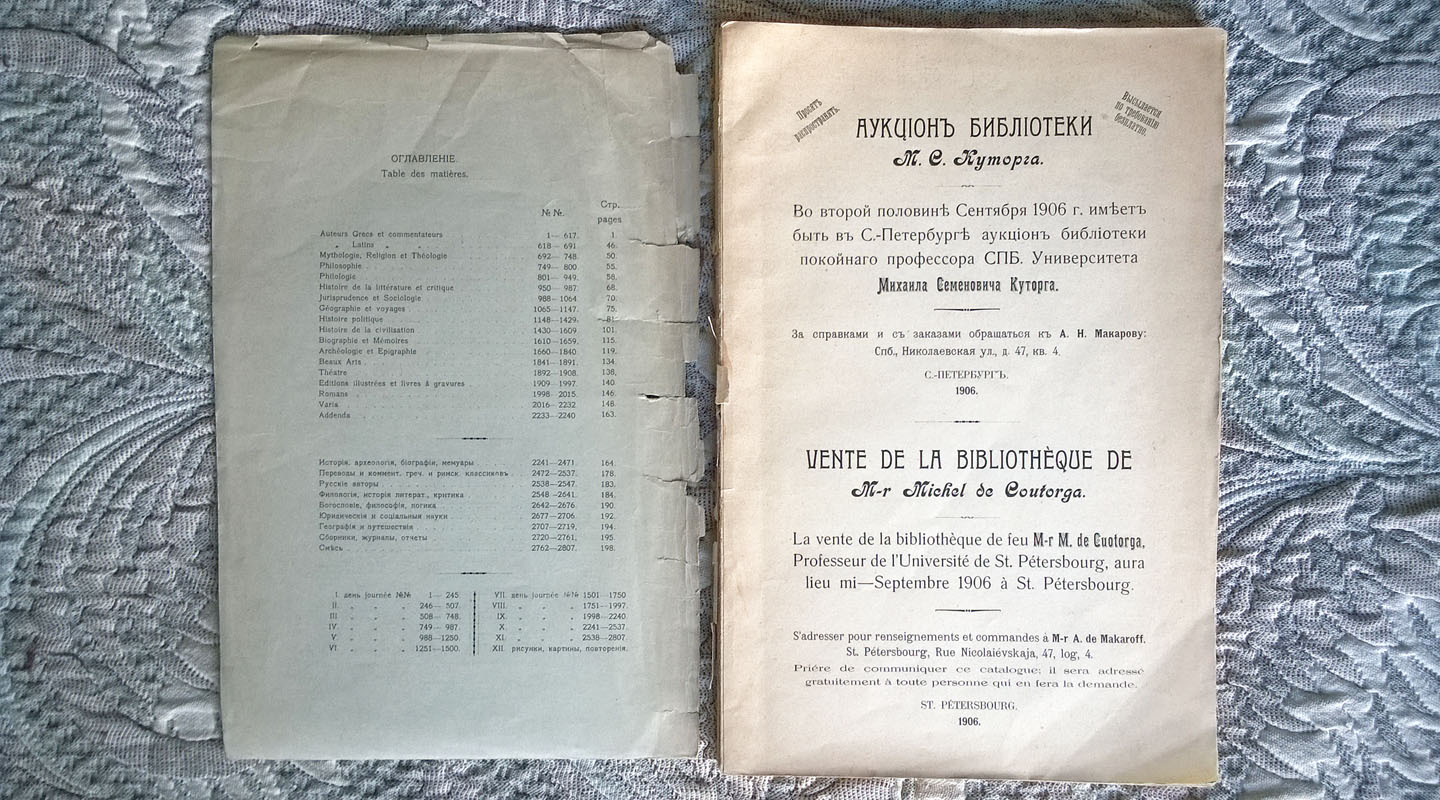 ОГЛАВЛЕНІЕ.
Table des matières.
№ №. Стр.
pages
Auteurs Grecs et commentateurs 1—617. 1.
„ Latins „ 618—691. 46.
Mythologie, Religion et Théologie 692—748. 50.
Philosophie 749—800. 55.
Philologie 801—949. 58.
Histoire de la littérature et critique 950—987. 68.
Jurisprudence et Sociologie 988—1064. 70.
Géographie et voyages 1065—1147. 75.
Histoire politique 1148—1429. 81.
Histoire de la civilisation 1430—1609. 101.
Biographie et Mémoires 1610—1659. 115.
Archéologie et Epigraphie 1660—1840. 119.
Beaux Arts 1841—1891. 134.
Théatre 1892—1908. 138.
Editions illustrées et livres à gravures 1909—1997. 140.
Romans 1998—2015. 146.
Varia 2016—2232. 148.
Addenda 2233—2240. 163.
Исторія, археологія, біографіи, мемуары 2241—2471. 164.
Переводы и коммент. греч. и римск. классиковъ 2472—2537. 178.
Русскіе авторы 2538—2547. 183.
Филологія, исторія литерат., критика 2548—2641. 184.
Богословіе, философія, логика 2642—2676. 190.
Юридическія и соціальныя науки 2677—2706. 192.
Географія и путешествія 2707—2719. 194.
Сборники, журналы, отчеты 2720—2761. 195.
Смѣсь 2762—2807. 198.
I. день journée №№ 1—245. VII. день journée №№ 1501—1750
II. „ „ „ 246—507. VIII. „ „ „ 1751—1997.
III. „ „ „ 508—748. IX. „ „ „ 1998—2240.
IV. „ „ „ 749—987. X. „ „ „ 2241—2537.
V. „ „ „ 988—1250. XI. „ „ „ 2538—2807.
VI. „ „ „ 1251—1500. XII. рисунки, картины, повторенія.
Просятъ
распространять.
Высылается
по требованію
безплатно.
АУКЦІОНЪ БИБЛІОТЕКИ
М. С. Куторга.
Во второй половинѣ Сентября 1906 г. имѣетъ
быть въ С.-Петербургѣ аукціонъ библіотеки
покойнаго профессора СПБ. Университета
Михаила Семеновича Куторга.
За справками и съ заказами обращаться къ А. Н. Макарову:
Спб., Николаевская ул., д. 47, кв. 4.
С.-ПЕТЕРБУРГЪ.
1906.
VENTE DE LA BIBLIOTHÈQUE DE
M-r Michel de Coutorga.
La vente de la bibliothèque de feu M-r M. de Cuotorga,
Professeur de l'Université de St. Pétersbourg, aura
lieu mi—Septembre 1906 à St. Pétersbourg.
S'adresser pour renseignements et commandes à M-r A. de Makaroff.
St. Pétersbourg, Rue Nicolaiévskaja, 47, log, 4.
Priére de communiquer ce catalogue; il sera adressé
gratuitement à toute personne qui en fera la demande.
ST. PÉTERSBOURG.
1906.